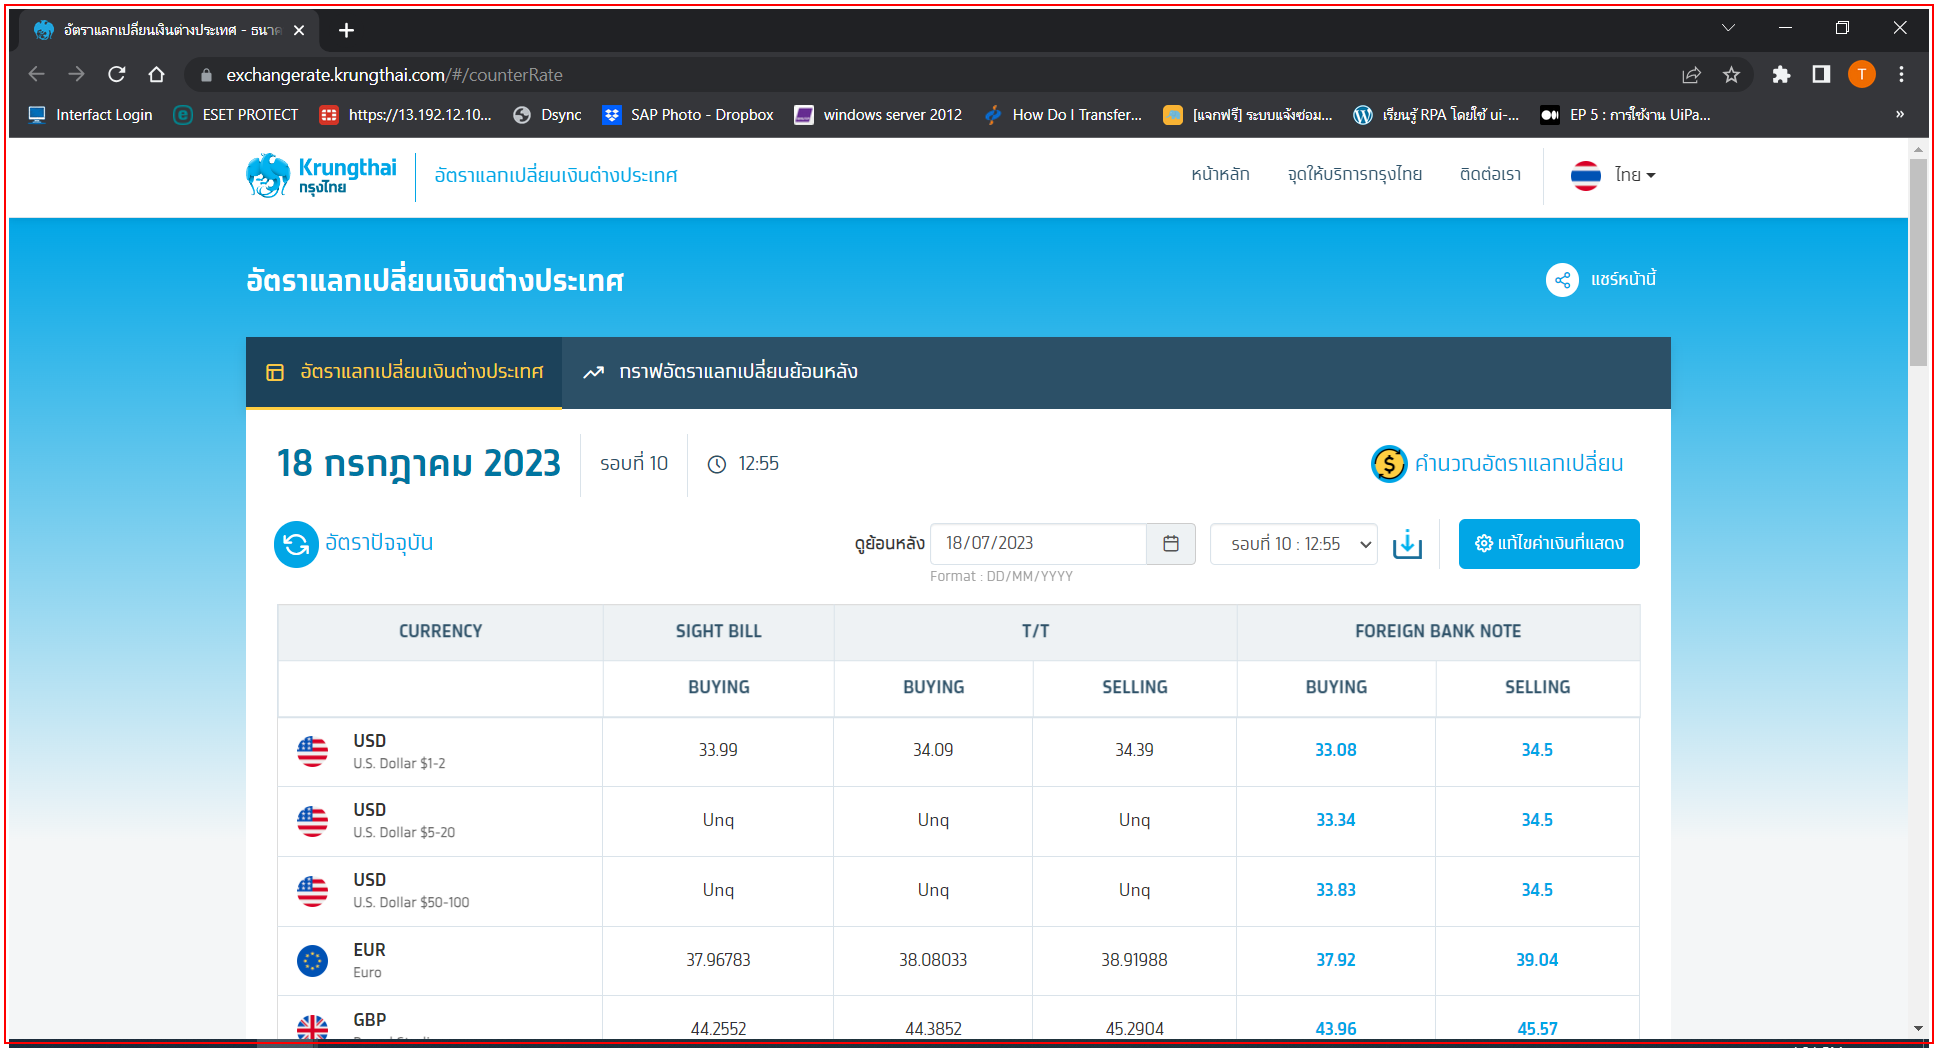 อัตราแลกเปลี่ยนเงินต่างประเทศ - ธนาค
exchangerate.krungthai.com/#/counterRate
T
Interfact Login ESET PROTECT https://13.192.12.10... Dsync SAP Photo - Dropbox windows server 2012 How Do I Transfer... [แจกฟรี] ระบบแจ้งซ่อม... เรียนรู้ RPA โดยใช้ ui-... EP 5 : การใช้งาน UiPa... »
Krungthai
กรุงไทย
อัตราแลกเปลี่ยนเงินต่างประเทศ
หน้าหลัก จุดให้บริการกรุงไทย ติดต่อเรา ไทย
อัตราแลกเปลี่ยนเงินต่างประเทศ
แชร์หน้านี้
อัตราแลกเปลี่ยนเงินต่างประเทศ กราฟอัตราแลกเปลี่ยนย้อนหลัง
18 กรกฎาคม 2023 รอบที่ 10 12:55
คำนวณอัตราแลกเปลี่ยน
อัตราปัจจุบัน
ดูย้อนหลัง 18/07/2023 รอบที่ 10 : 12:55 แก้ไขค่าเงินที่แสดง
Format : DD/MM/YYYY
CURRENCY SIGHT BILL T/T FOREIGN BANK NOTE
BUYING BUYING SELLING BUYING SELLING
USD
U.S. Dollar $1-2
33.99 34.09 34.39 33.08 34.5
USD
U.S. Dollar $5-20
Unq Unq Unq 33.34 34.5
USD
U.S. Dollar $50-100
Unq Unq Unq 33.83 34.5
EUR
Euro
37.96783 38.08033 38.91988 37.92 39.04
GBP
44.2552 44.3852 45.2904 43.96 45.57